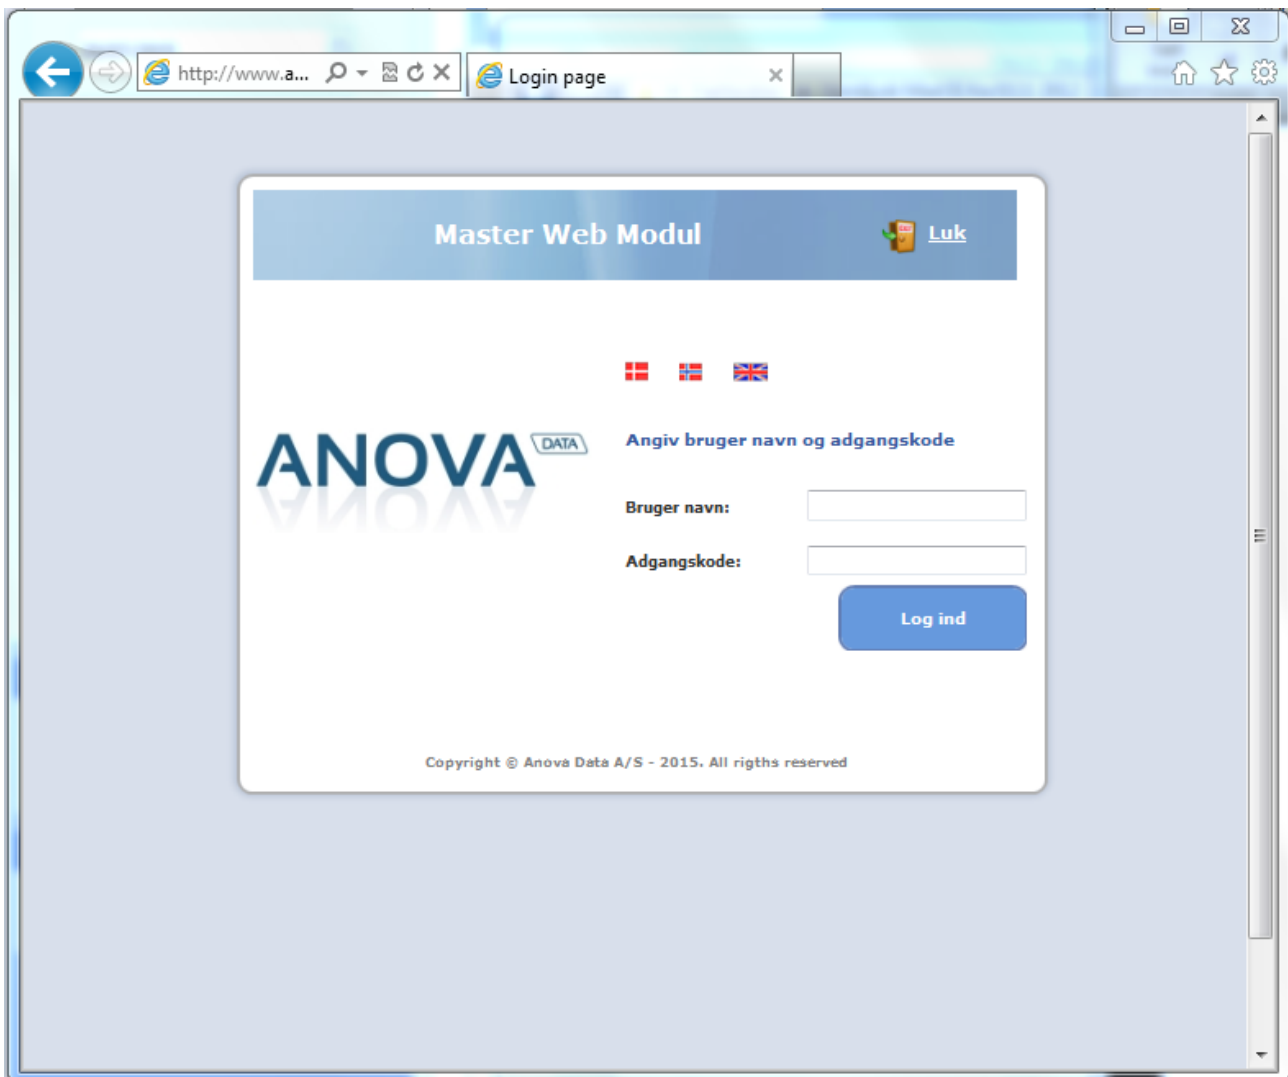 http://www.a...
Login page
Master Web Modul
Luk
ANOVA DATA
Angiv bruger navn og adgangskode
Bruger navn:
Adgangskode:
Log ind
Copyright © Anova Data A/S - 2015. All rigths reserved